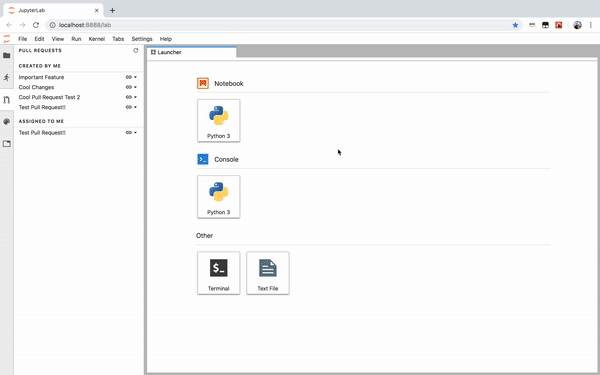 JupyterLab
localhost:8888/lab
File Edit View Run Kernel Tabs Settings Help
PULL REQUESTS
CREATED BY ME
Important Feature
Cool Changes
Cool Pull Request Test 2
Test Pull Request!!
ASSIGNED TO ME
Test Pull Request!!
Launcher
Notebook
Python 3
Console
Python 3
Other
$_
Terminal
Text File